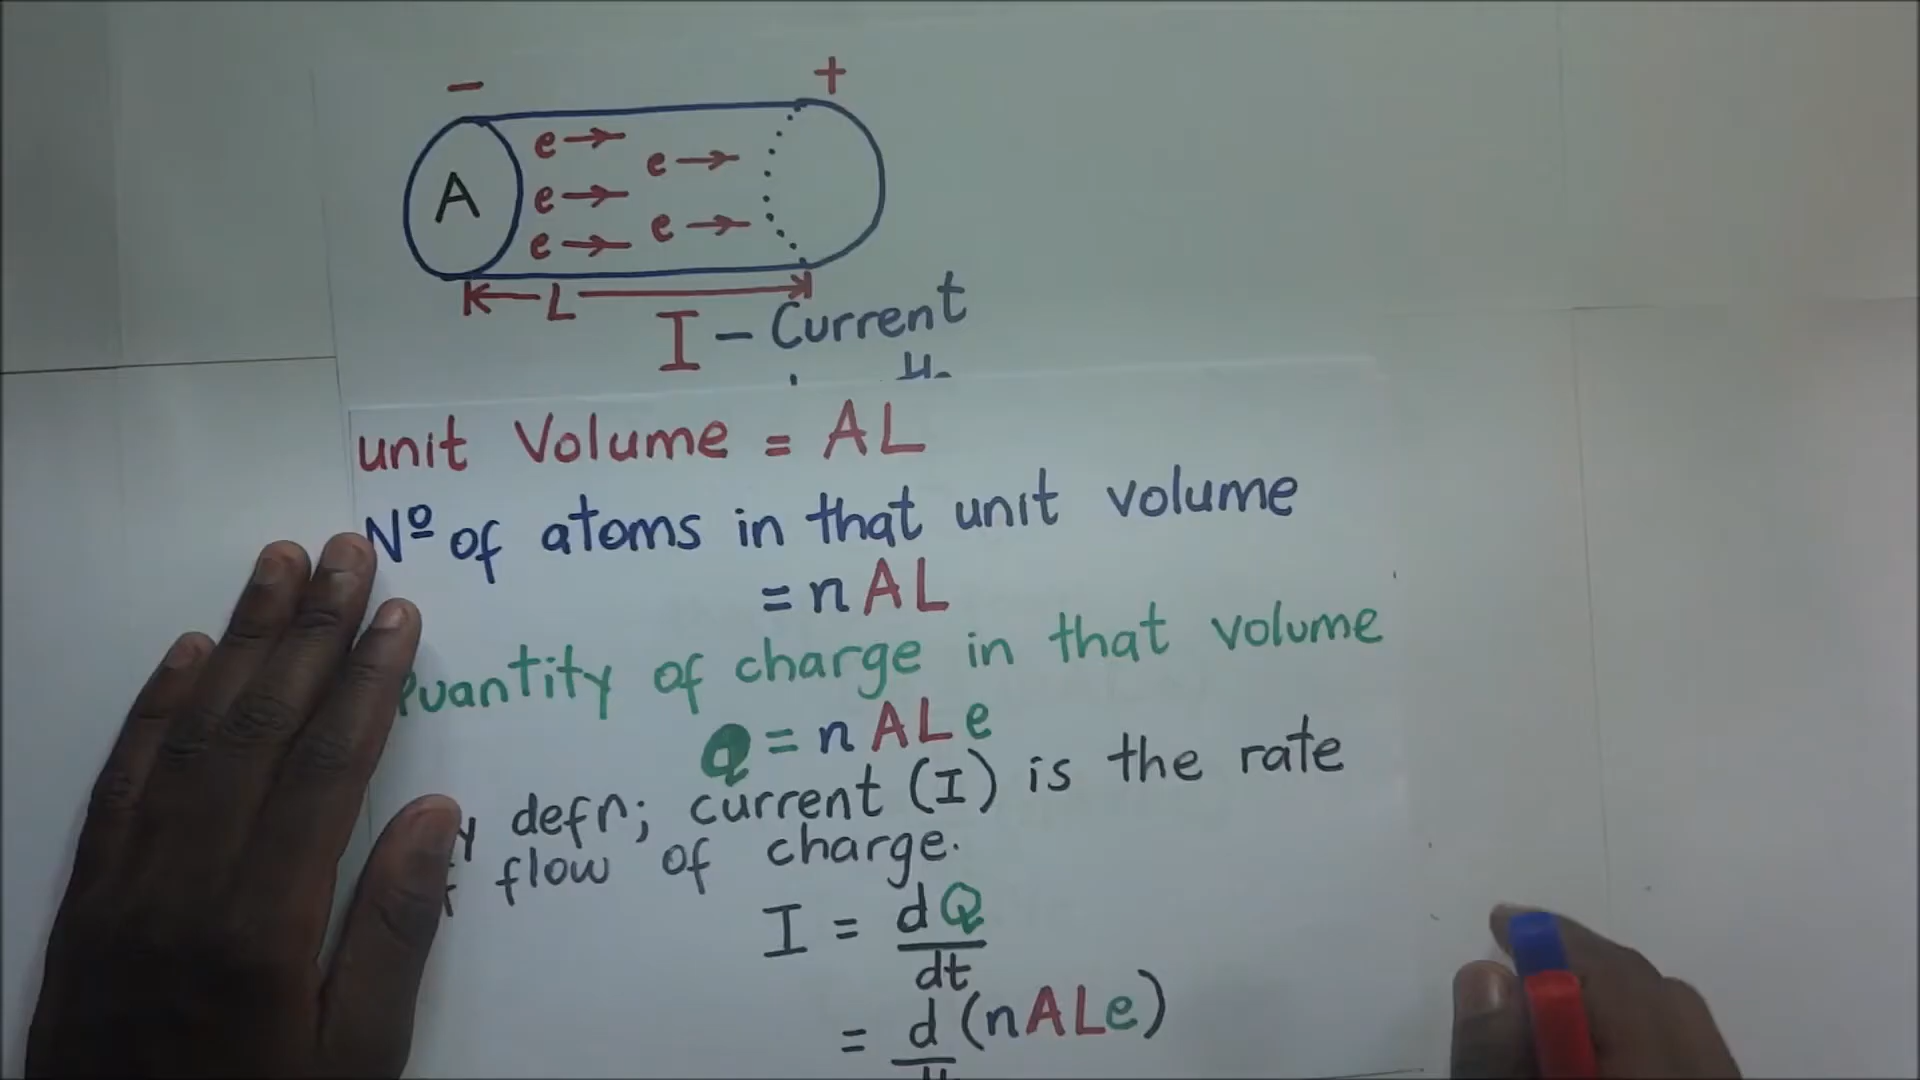 - +
e → e →
A e →
e → e →
L
I – Current
unit Volume = AL
Nº of atoms in that unit volume
= nAL
of charge in that volume
Q = nALe
defn; current (I) is the rate
flow of charge.
I = dQ
dt
= d (nALe)